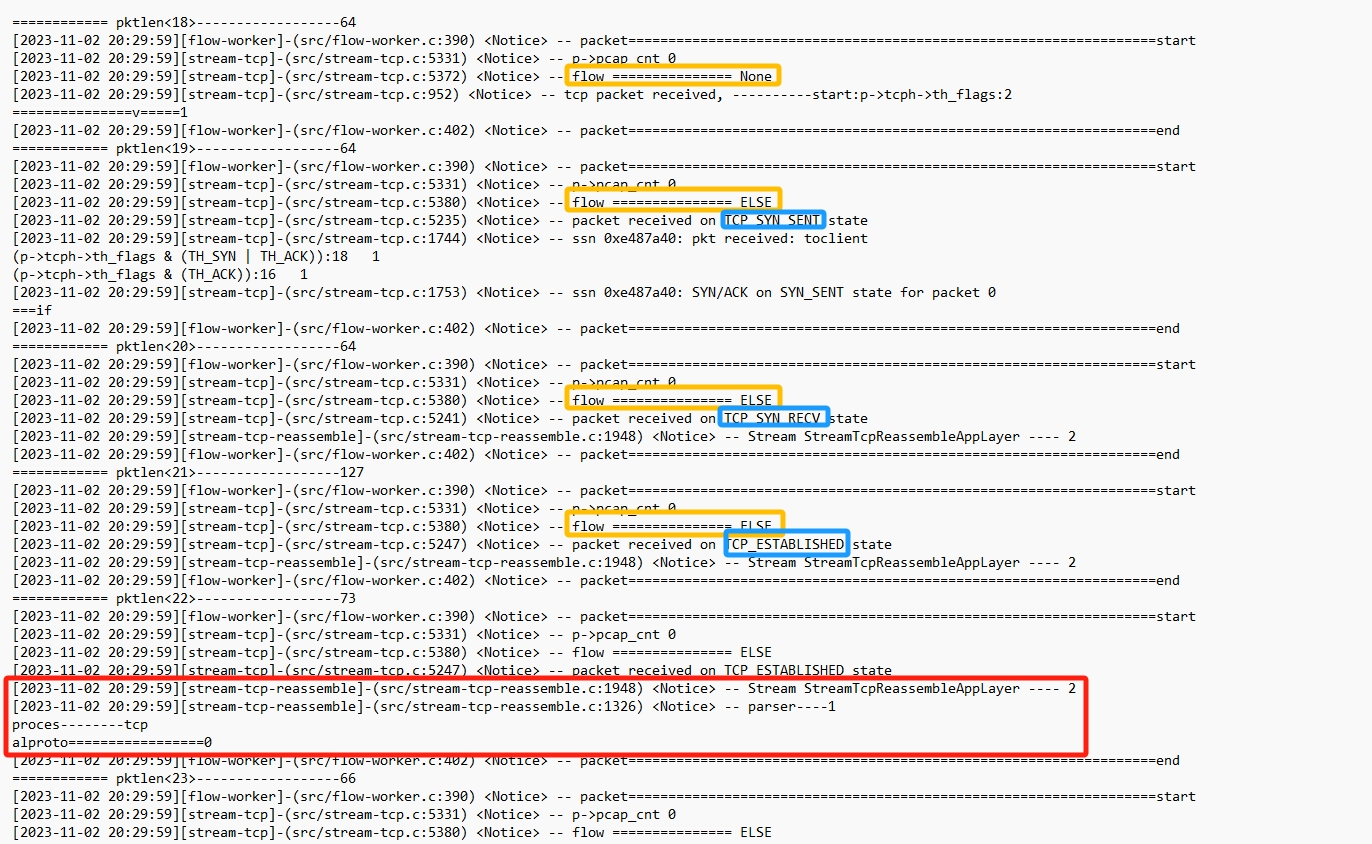 ============ pktlen<18>------------------64
[2023-11-02 20:29:59][flow-worker]-(src/flow-worker.c:390) <Notice> -- packet==================================================================start
[2023-11-02 20:29:59][stream-tcp]-(src/stream-tcp.c:5331) <Notice> -- p->pcap_cnt 0
[2023-11-02 20:29:59][stream-tcp]-(src/stream-tcp.c:5372) <Notice> -- flow =============== None
[2023-11-02 20:29:59][stream-tcp]-(src/stream-tcp.c:952) <Notice> -- tcp packet received, ----------start:p->tcph->th_flags:2
===============v=====1
[2023-11-02 20:29:59][flow-worker]-(src/flow-worker.c:402) <Notice> -- packet==================================================================end
============ pktlen<19>------------------64
[2023-11-02 20:29:59][flow-worker]-(src/flow-worker.c:390) <Notice> -- packet==================================================================start
[2023-11-02 20:29:59][stream-tcp]-(src/stream-tcp.c:5331) <Notice> -- p->pcap_cnt 0
[2023-11-02 20:29:59][stream-tcp]-(src/stream-tcp.c:5380) <Notice> -- flow =============== ELSE
[2023-11-02 20:29:59][stream-tcp]-(src/stream-tcp.c:5235) <Notice> -- packet received on TCP_SYN_SENT state
[2023-11-02 20:29:59][stream-tcp]-(src/stream-tcp.c:1744) <Notice> -- ssn 0xe487a40: pkt received: toclient
(p->tcph->th_flags & (TH_SYN | TH_ACK)):18   1
(p->tcph->th_flags & (TH_ACK)):16   1
[2023-11-02 20:29:59][stream-tcp]-(src/stream-tcp.c:1753) <Notice> -- ssn 0xe487a40: SYN/ACK on SYN_SENT state for packet 0
===if
[2023-11-02 20:29:59][flow-worker]-(src/flow-worker.c:402) <Notice> -- packet==================================================================end
============ pktlen<20>------------------64
[2023-11-02 20:29:59][flow-worker]-(src/flow-worker.c:390) <Notice> -- packet==================================================================start
[2023-11-02 20:29:59][stream-tcp]-(src/stream-tcp.c:5331) <Notice> -- p->pcap_cnt 0
[2023-11-02 20:29:59][stream-tcp]-(src/stream-tcp.c:5380) <Notice> -- flow =============== ELSE
[2023-11-02 20:29:59][stream-tcp]-(src/stream-tcp.c:5241) <Notice> -- packet received on TCP_SYN_RECV state
[2023-11-02 20:29:59][stream-tcp-reassemble]-(src/stream-tcp-reassemble.c:1948) <Notice> -- Stream StreamTcpReassembleAppLayer ---- 2
[2023-11-02 20:29:59][flow-worker]-(src/flow-worker.c:402) <Notice> -- packet==================================================================end
============ pktlen<21>------------------127
[2023-11-02 20:29:59][flow-worker]-(src/flow-worker.c:390) <Notice> -- packet==================================================================start
[2023-11-02 20:29:59][stream-tcp]-(src/stream-tcp.c:5331) <Notice> -- p->pcap_cnt 0
[2023-11-02 20:29:59][stream-tcp]-(src/stream-tcp.c:5380) <Notice> -- flow =============== ELSE
[2023-11-02 20:29:59][stream-tcp]-(src/stream-tcp.c:5247) <Notice> -- packet received on TCP_ESTABLISHED state
[2023-11-02 20:29:59][stream-tcp-reassemble]-(src/stream-tcp-reassemble.c:1948) <Notice> -- Stream StreamTcpReassembleAppLayer ---- 2
[2023-11-02 20:29:59][flow-worker]-(src/flow-worker.c:402) <Notice> -- packet==================================================================end
============ pktlen<22>------------------73
[2023-11-02 20:29:59][flow-worker]-(src/flow-worker.c:390) <Notice> -- packet==================================================================start
[2023-11-02 20:29:59][stream-tcp]-(src/stream-tcp.c:5331) <Notice> -- p->pcap_cnt 0
[2023-11-02 20:29:59][stream-tcp]-(src/stream-tcp.c:5380) <Notice> -- flow =============== ELSE
[2023-11-02 20:29:59][stream-tcp]-(src/stream-tcp.c:5247) <Notice> -- packet received on TCP_ESTABLISHED state
[2023-11-02 20:29:59][stream-tcp-reassemble]-(src/stream-tcp-reassemble.c:1948) <Notice> -- Stream StreamTcpReassembleAppLayer ---- 2
[2023-11-02 20:29:59][stream-tcp-reassemble]-(src/stream-tcp-reassemble.c:1326) <Notice> -- parser----1
proces--------tcp
alproto=================0
[2023-11-02 20:29:59][flow-worker]-(src/flow-worker.c:402) <Notice> -- packet==================================================================end
============ pktlen<23>------------------66
[2023-11-02 20:29:59][flow-worker]-(src/flow-worker.c:390) <Notice> -- packet==================================================================start
[2023-11-02 20:29:59][stream-tcp]-(src/stream-tcp.c:5331) <Notice> -- p->pcap_cnt 0
[2023-11-02 20:29:59][stream-tcp]-(src/stream-tcp.c:5380) <Notice> -- flow =============== ELSE